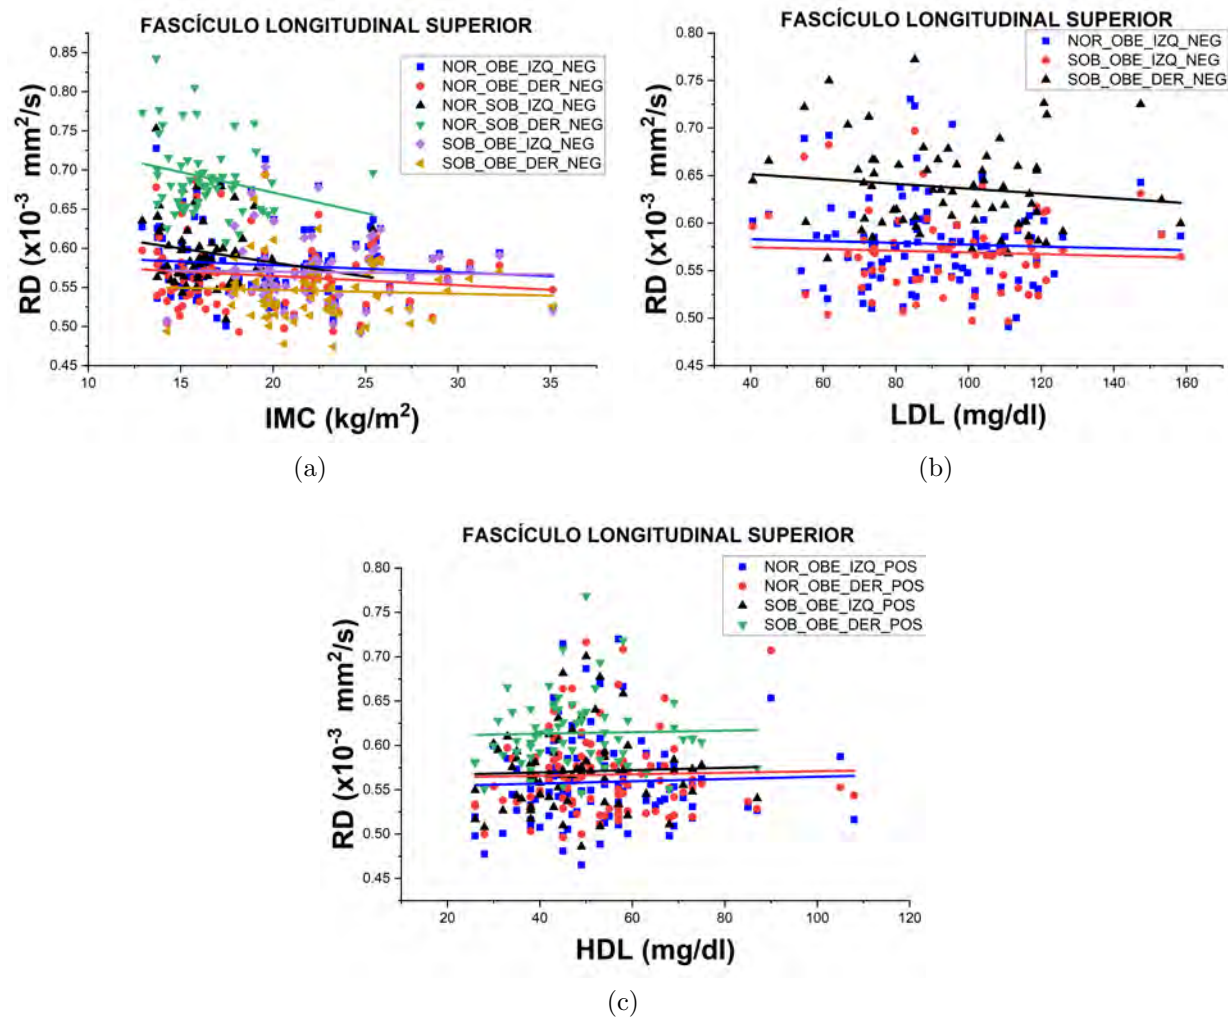 FASCÍCULO LONGITUDINAL SUPERIOR
NOR_OBE_IZQ_NEG
NOR_OBE_DER_NEG
NOR_SOB_IZQ_NEG
NOR_SOB_DER_NEG
SOB_OBE_IZQ_NEG
SOB_OBE_DER_NEG
RD (x10⁻³ mm²/s)
0.85
0.80
0.75
0.70
0.65
0.60
0.55
0.50
0.45
10 15 20 25 30 35
IMC (kg/m²)
(a)
FASCÍCULO LONGITUDINAL SUPERIOR
NOR_OBE_IZQ_NEG
SOB_OBE_IZQ_NEG
SOB_OBE_DER_NEG
RD (x10⁻³ mm²/s)
0.80
0.75
0.70
0.65
0.60
0.55
0.50
0.45
40 60 80 100 120 140 160
LDL (mg/dl)
(b)
FASCÍCULO LONGITUDINAL SUPERIOR
NOR_OBE_IZQ_POS
NOR_OBE_DER_POS
SOB_OBE_IZQ_POS
SOB_OBE_DER_POS
RD (x10⁻³ mm²/s)
0.80
0.75
0.70
0.65
0.60
0.55
0.50
0.45
20 40 60 80 100 120
HDL (mg/dl)
(c)